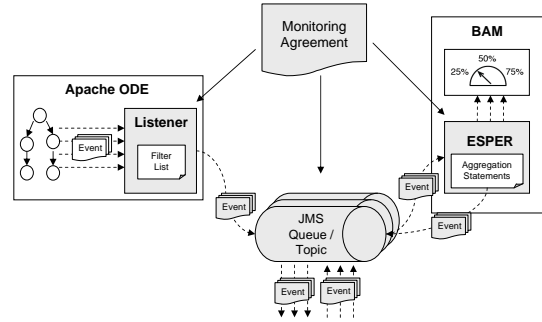 Monitoring
Agreement
BAM
50%
25%
75%
Apache ODE
Listener
Event
Filter
List
ESPER
Aggregation
Statements
Event
Event
Event
JMS
Queue /
Topic
Event
Event